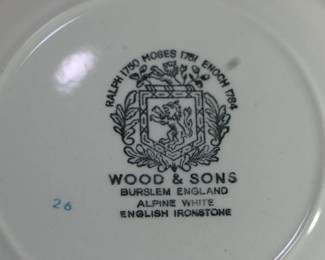 RALPH 1750 MOSES 1751 ENOCH 1784
WOOD & SONS
BURSLEM ENGLAND
ALPINE WHITE
ENGLISH IRONSTONE
26